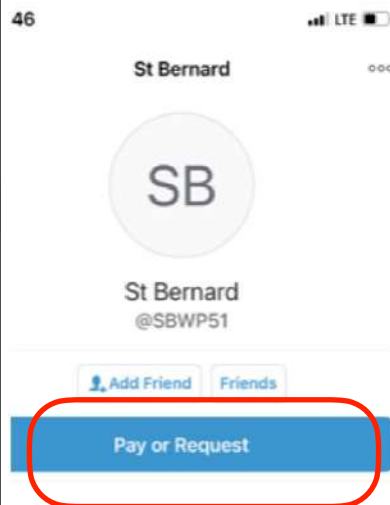 46 LTE
St Bernard
SB
St Bernard
@SBWP51
Add Friend Friends
Pay or Request